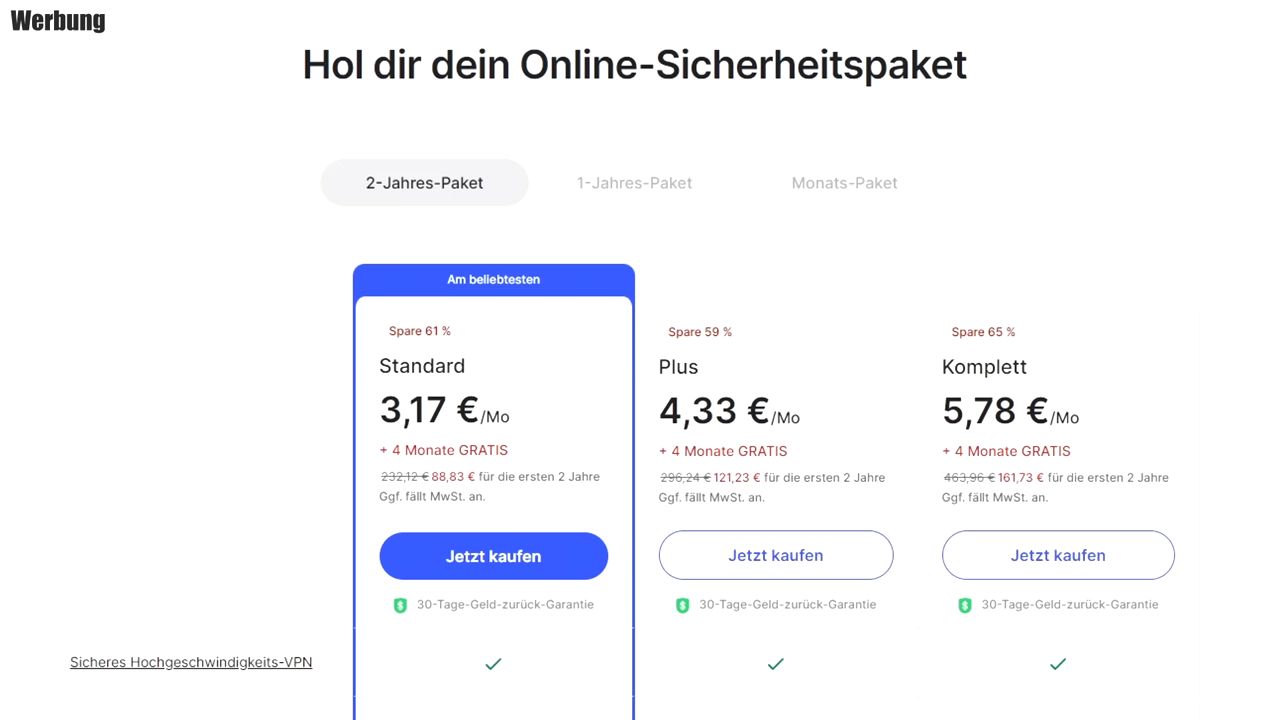 Werbung
Hol dir dein Online-Sicherheitspaket
2-Jahres-Paket
1-Jahres-Paket
Monats-Paket
Am beliebtesten
Spare 61 %
Standard
3,17 €/Mo
+ 4 Monate GRATIS
232,12 € 88,83 € für die ersten 2 Jahre
Ggf. fällt MwSt. an.
Jetzt kaufen
30-Tage-Geld-zurück-Garantie
Spare 59 %
Plus
4,33 €/Mo
+ 4 Monate GRATIS
296,24 € 121,23 € für die ersten 2 Jahre
Ggf. fällt MwSt. an.
Jetzt kaufen
30-Tage-Geld-zurück-Garantie
Spare 65 %
Komplett
5,78 €/Mo
+ 4 Monate GRATIS
463,96 € 161,73 € für die ersten 2 Jahre
Ggf. fällt MwSt. an.
Jetzt kaufen
30-Tage-Geld-zurück-Garantie
Sicheres Hochgeschwindigkeits-VPN